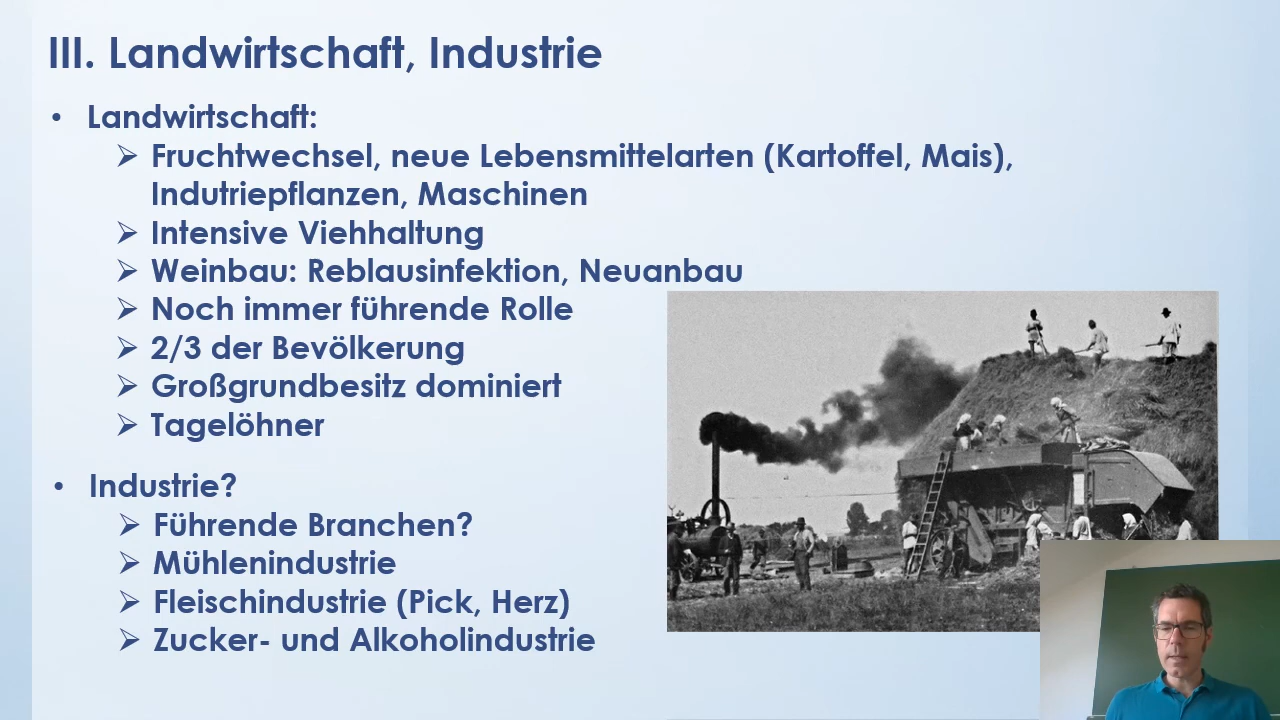 III. Landwirtschaft, Industrie
• Landwirtschaft:
➢ Fruchtwechsel, neue Lebensmittelarten (Kartoffel, Mais),
Indutriepflanzen, Maschinen
➢ Intensive Viehhaltung
➢ Weinbau: Reblausinfektion, Neuanbau
➢ Noch immer führende Rolle
➢ 2/3 der Bevölkerung
➢ Großgrundbesitz dominiert
➢ Tagelöhner
• Industrie?
➢ Führende Branchen?
➢ Mühlenindustrie
➢ Fleischindustrie (Pick, Herz)
➢ Zucker- und Alkoholindustrie